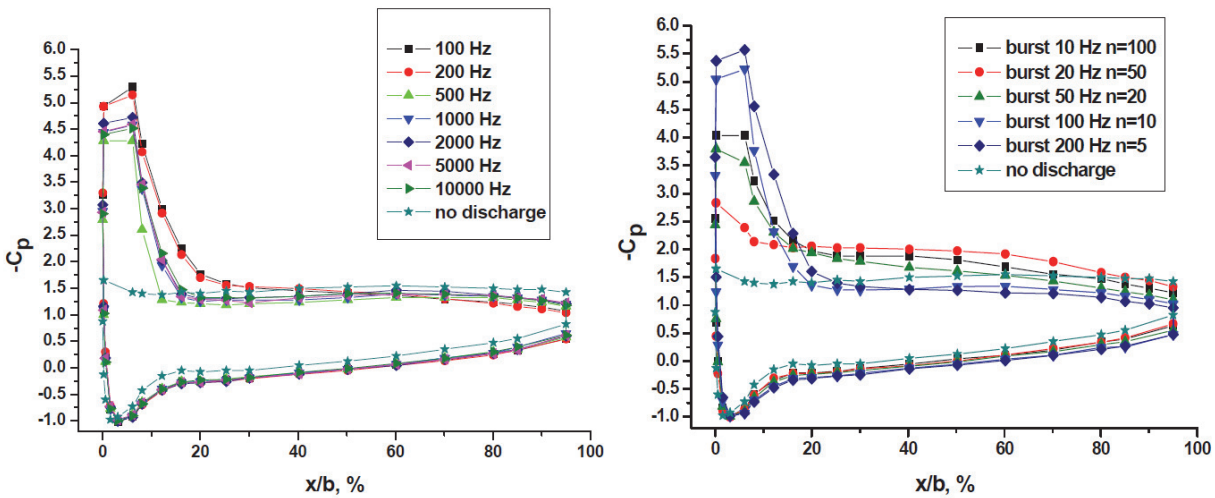 100 Hz
200 Hz
500 Hz
1000 Hz
2000 Hz
5000 Hz
10000 Hz
no discharge
6.0
5.5
5.0
4.5
4.0
3.5
3.0
2.5
2.0
1.5
1.0
0.5
0.0
-0.5
-1.0
-Cp
0 20 40 60 80 100
x/b, %
burst 10 Hz n=100
burst 20 Hz n=50
burst 50 Hz n=20
burst 100 Hz n=10
burst 200 Hz n=5
no discharge
6.0
5.5
5.0
4.5
4.0
3.5
3.0
2.5
2.0
1.5
1.0
0.5
0.0
-0.5
-1.0
-Cp
0 20 40 60 80 100
x/b, %